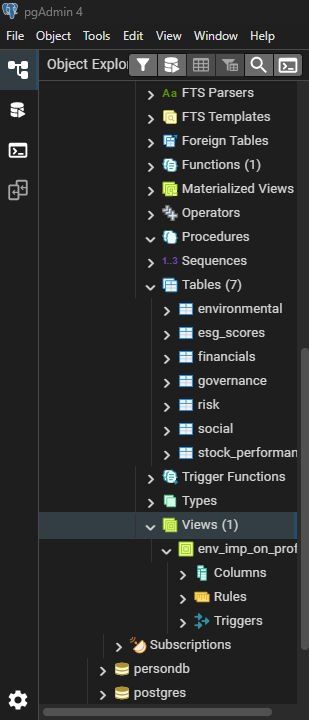 pgAdmin 4
File Object Tools Edit View Window Help
Object Explo
Aa FTS Parsers
FTS Templates
Foreign Tables
Functions (1)
Materialized Views
Operators
Procedures
1..3 Sequences
Tables (7)
environmental
esg_scores
financials
governance
risk
social
stock_performan
Trigger Functions
Types
Views (1)
env_imp_on_prof
Columns
Rules
Triggers
Subscriptions
persondb
postgres